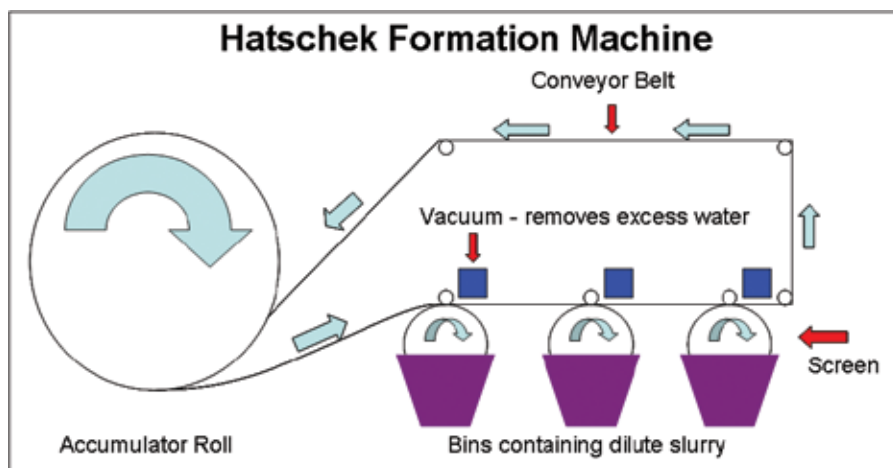 Hatschek Formation Machine
Conveyor Belt
Vacuum - removes excess water
Screen
Accumulator Roll
Bins containing dilute slurry